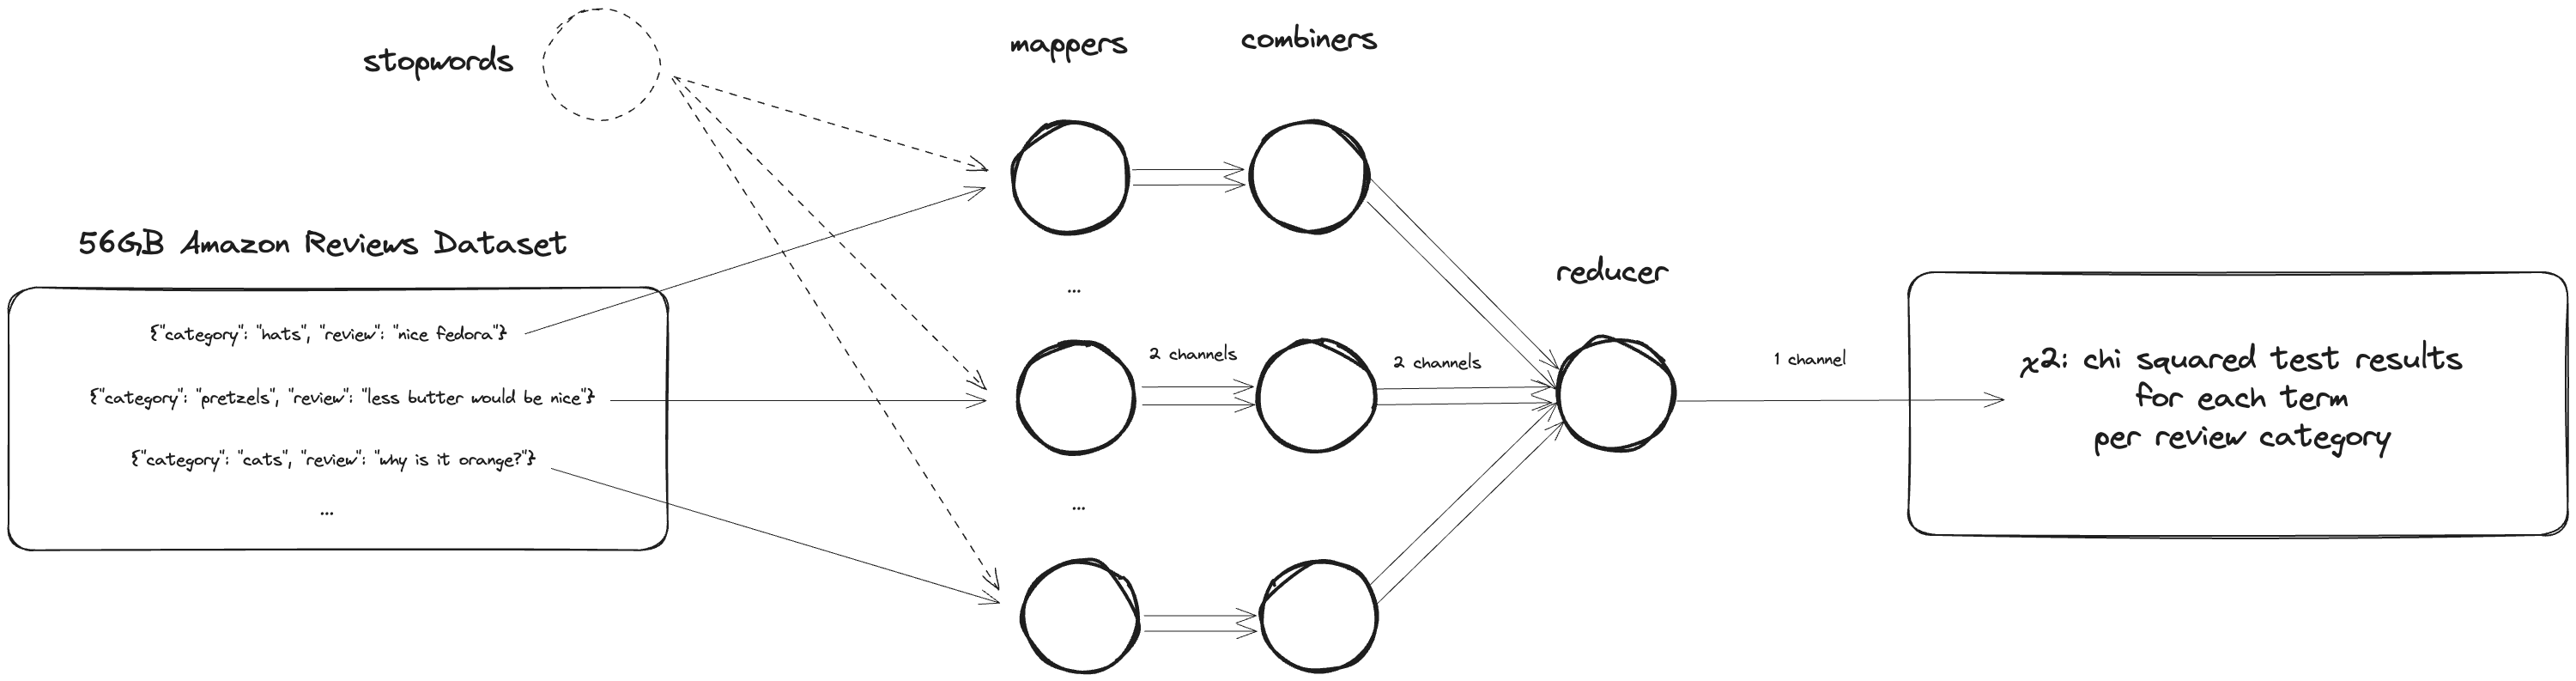 stopwords
mappers
combiners
56GB Amazon Reviews Dataset
{"category": "hats", "review": "nice fedora"}
{"category": "pretzels", "review": "less butter would be nice"}
{"category": "cats", "review": "why is it orange?"}
...
...
2 channels
...
2 channels
reducer
1 channel
χ2: chi squared test results
for each term
per review category